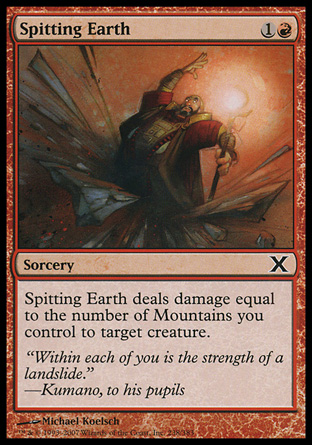 Spitting Earth 1
Sorcery X
Spitting Earth deals damage equal
to the number of Mountains you
control to target creature.
“Within each of you is the strength of a
landslide.”
—Kumano, to his pupils
Michael Koelsch